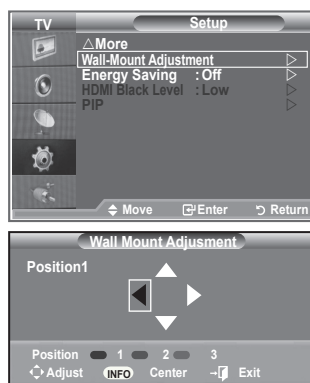 TV Setup
△More
Wall-Mount Adjustment
Energy Saving : Off
HDMI Black Level : Low
PIP
Move Enter Return
Wall Mount Adjusment
Position1
Position 1 2 3
Adjust INFO Center Exit